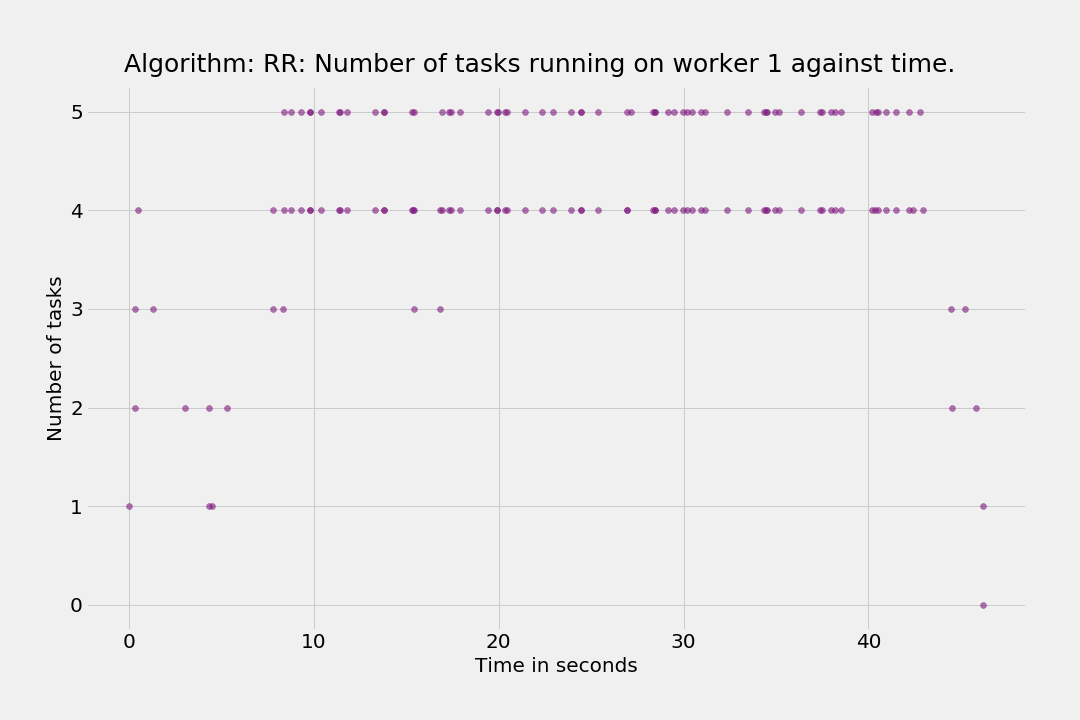 Algorithm: RR: Number of tasks running on worker 1 against time.
5
4
3
2
1
0
Number of tasks
0 10 20 30 40
Time in seconds